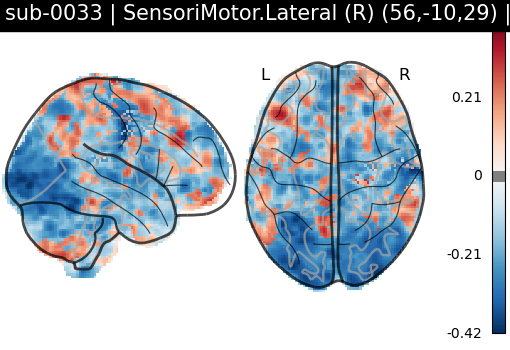 sub-0033 | SensoriMotor.Lateral (R) (56,-10,29) |
L
R
0.21
0
-0.21
-0.42